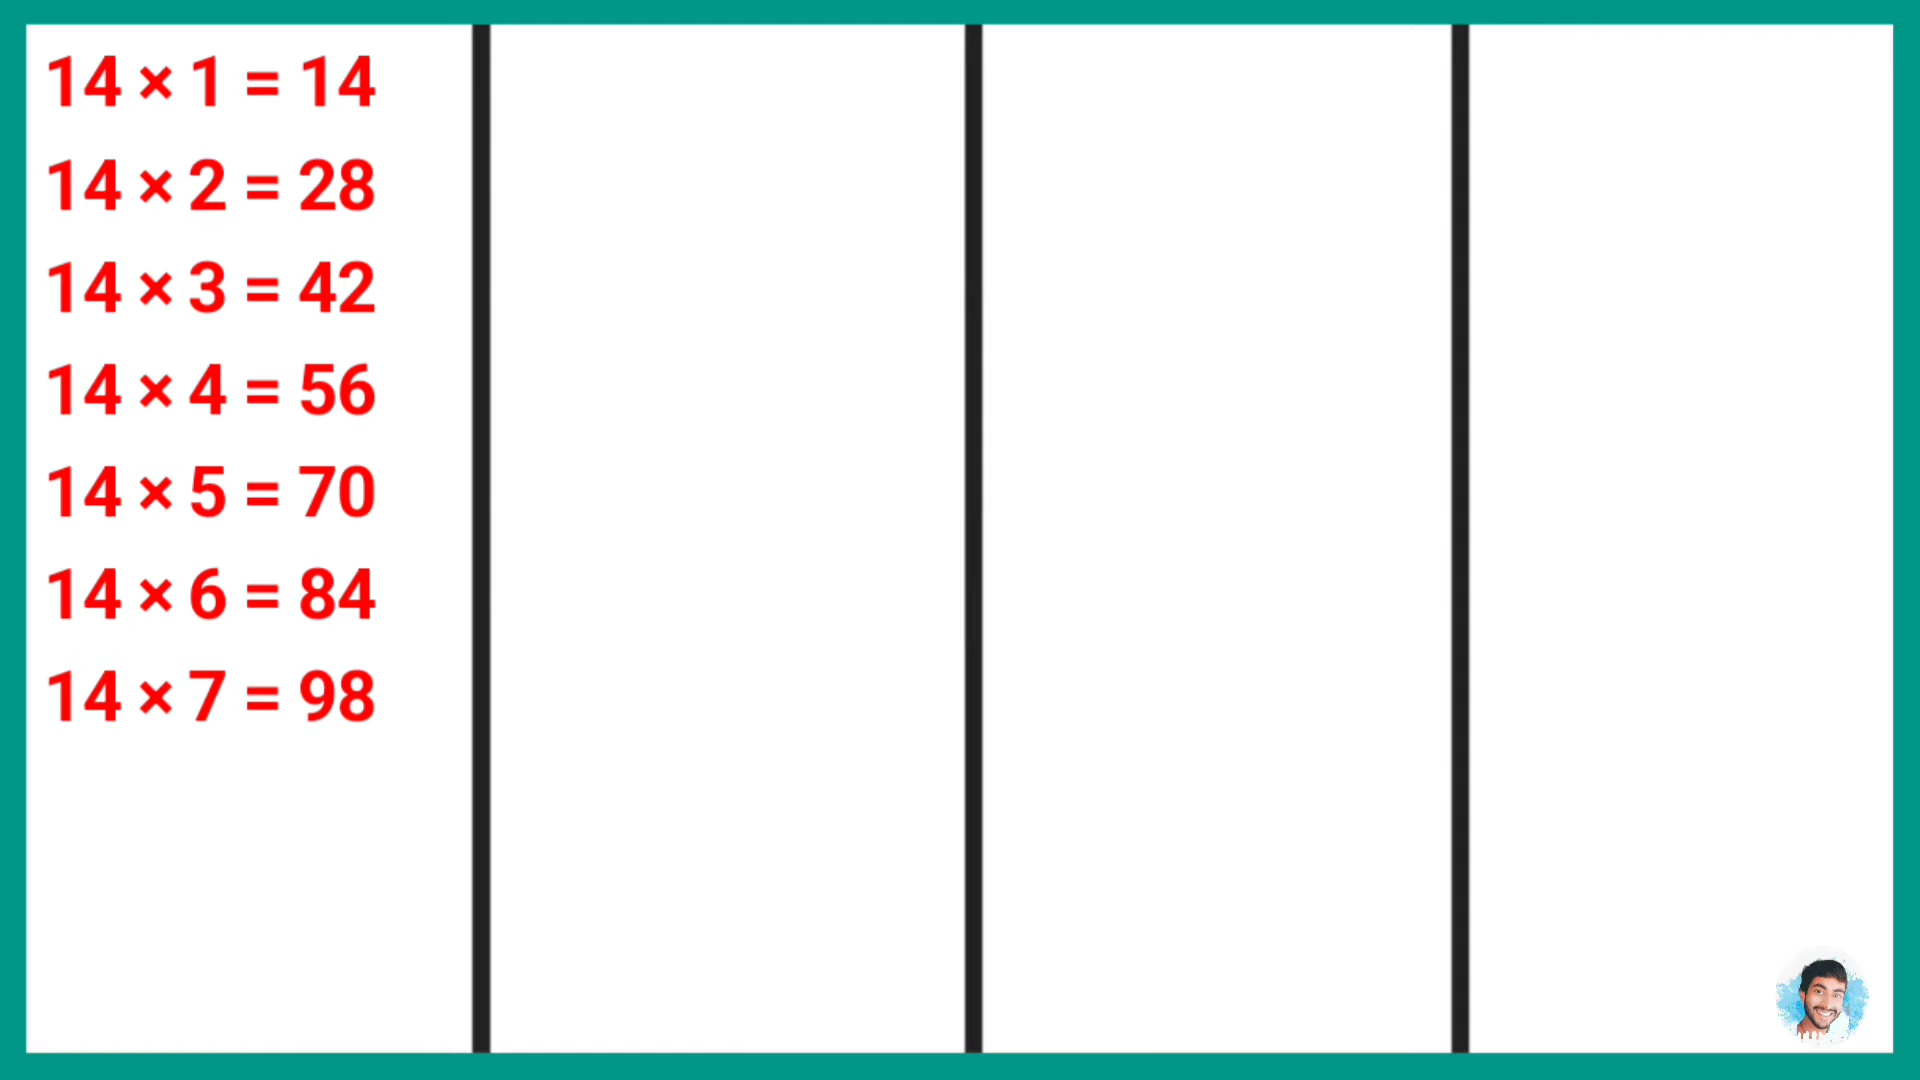 14 × 1 = 14
14 × 2 = 28
14 × 3 = 42
14 × 4 = 56
14 × 5 = 70
14 × 6 = 84
14 × 7 = 98